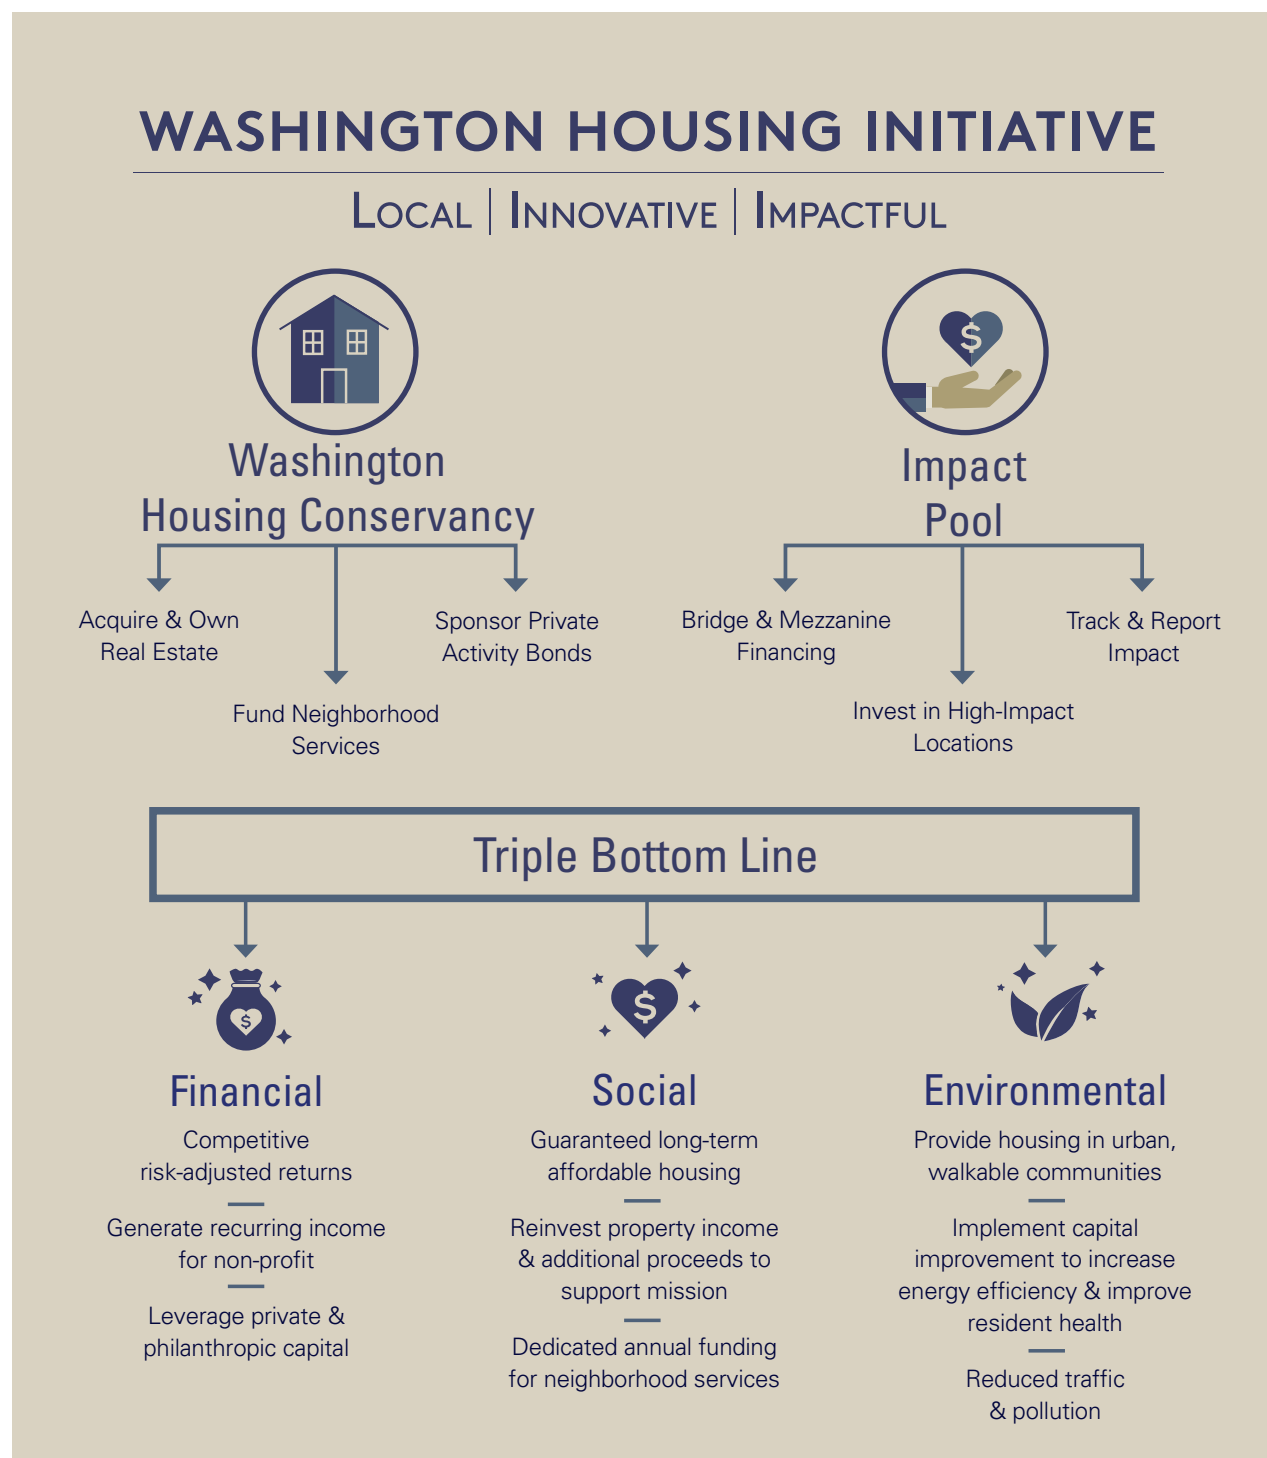 WASHINGTON HOUSING INITIATIVE
LOCAL | INNOVATIVE | IMPACTFUL
Washington
Housing Conservancy
Acquire & Own
Real Estate
Fund Neighborhood
Services
Sponsor Private
Activity Bonds
Impact
Pool
Bridge & Mezzanine
Financing
Invest in High-Impact
Locations
Track & Report
Impact
Triple Bottom Line
$
Financial
Competitive
risk-adjusted returns
Generate recurring income
for non-profit
Leverage private &
philanthropic capital
$
Social
Guaranteed long-term
affordable housing
Reinvest property income
& additional proceeds to
support mission
Dedicated annual funding
for neighborhood services
Environmental
Provide housing in urban,
walkable communities
Implement capital
improvement to increase
energy efficiency & improve
resident health
Reduced traffic
& pollution